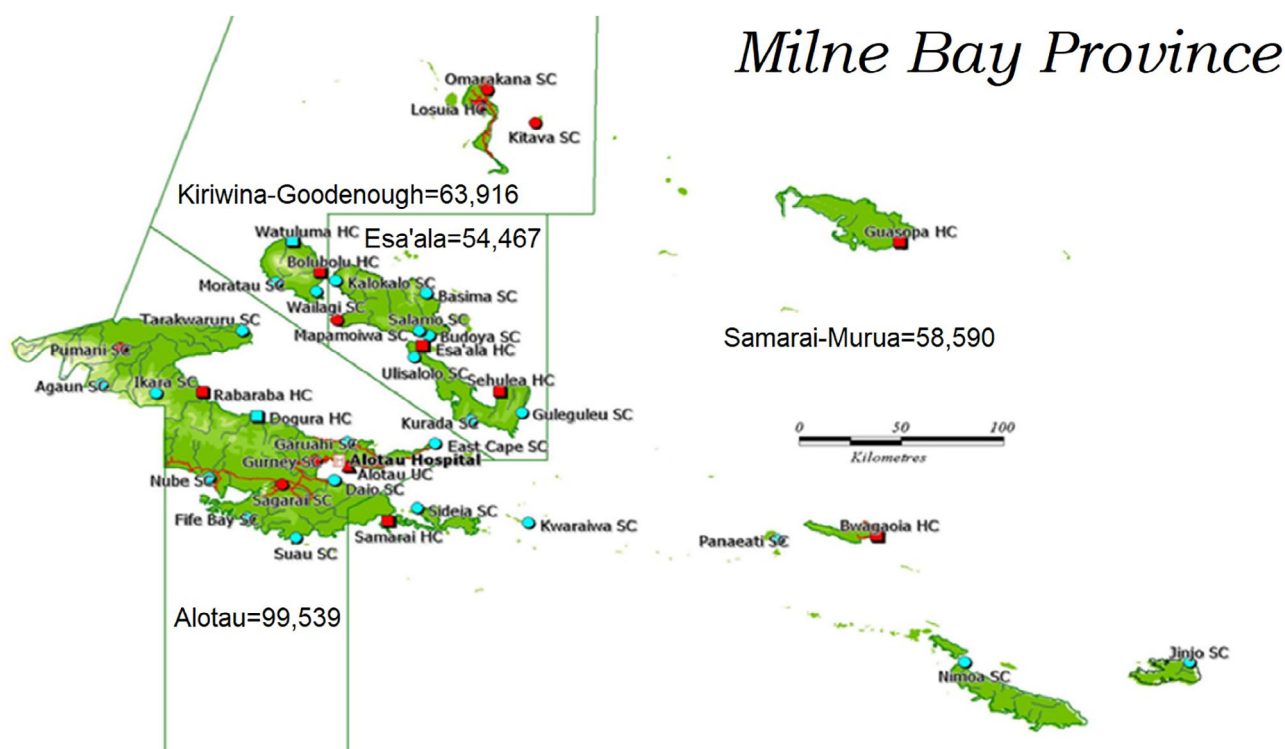 Milne Bay Province
Omarakana SC
Losuia HC
Kitava SC
Kiriwina-Goodenough=63,916
Guasopa HC
Watuluma HC
Esa'ala=54,467
Bolubolu HC
Moratau SC
Kalokalo SC
Basima SC
Wailagi SC
Tarakwaruru SC
Salamo SC
Mapamoiwa SC
Budoya SC
Samarai-Murua=58,590
Pumani SC
Esa'ala HC
Ulisalolo SC
Agaun SC
Ikara SC
Rabaraba HC
Sehulea HC
Dogura HC
Kurada SC
Guleguleu SC
0 50 100
Kilometres
Garuahi SC
East Cape SC
Gurney SC
Alotau Hospital
Alotau UC
Nube SC
Daio SC
Sagarai SC
Sideia SC
Fife Bay SC
Kwaraiwa SC
Bwagaoia HC
Samarai HC
Panaeati SC
Suau SC
Alotau=99,539
Jinjo SC
Nimoa SC